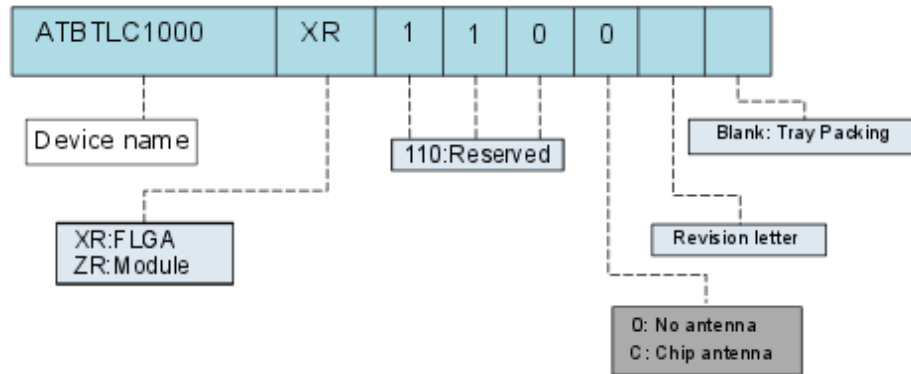 ATBTLC1000 XR 1 1 0 0
Device name
110:Reserved
Blank: Tray Packing
XR:FLGA
ZR:Module
Revision letter
0: No antenna
C: Chip antenna